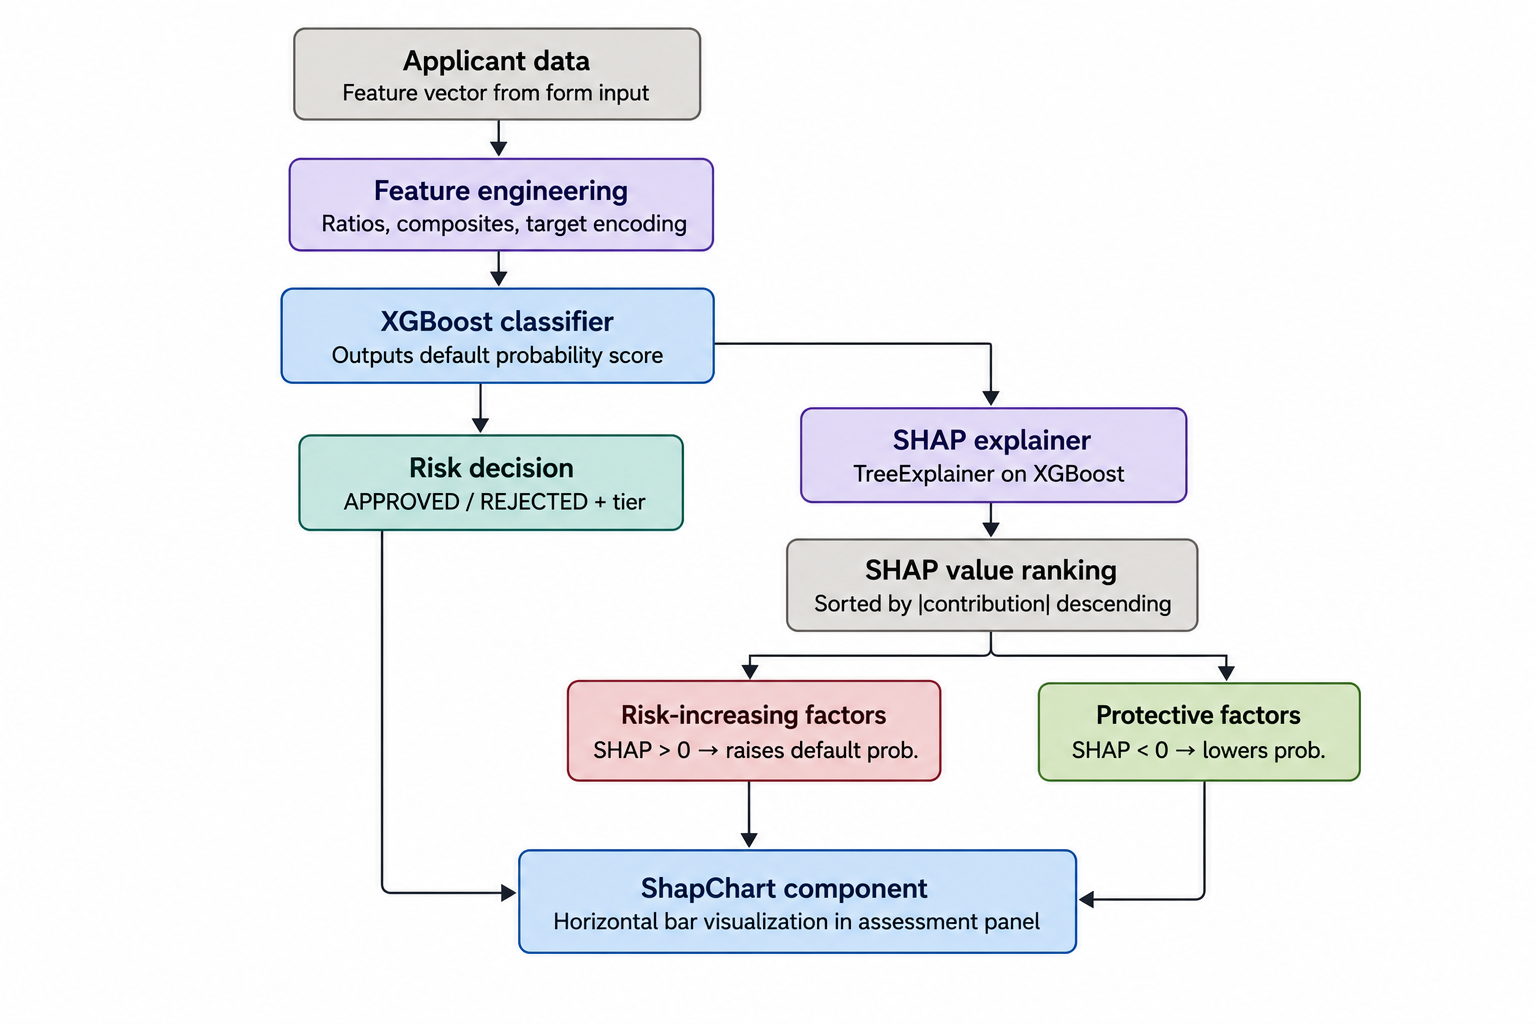 Applicant data
Feature vector from form input
Feature engineering
Ratios, composites, target encoding
XGBoost classifier
Outputs default probability score
Risk decision
APPROVED / REJECTED + tier
SHAP explainer
TreeExplainer on XGBoost
SHAP value ranking
Sorted by |contribution| descending
Risk-increasing factors
SHAP > 0 → raises default prob.
Protective factors
SHAP < 0 → lowers prob.
ShapChart component
Horizontal bar visualization in assessment panel